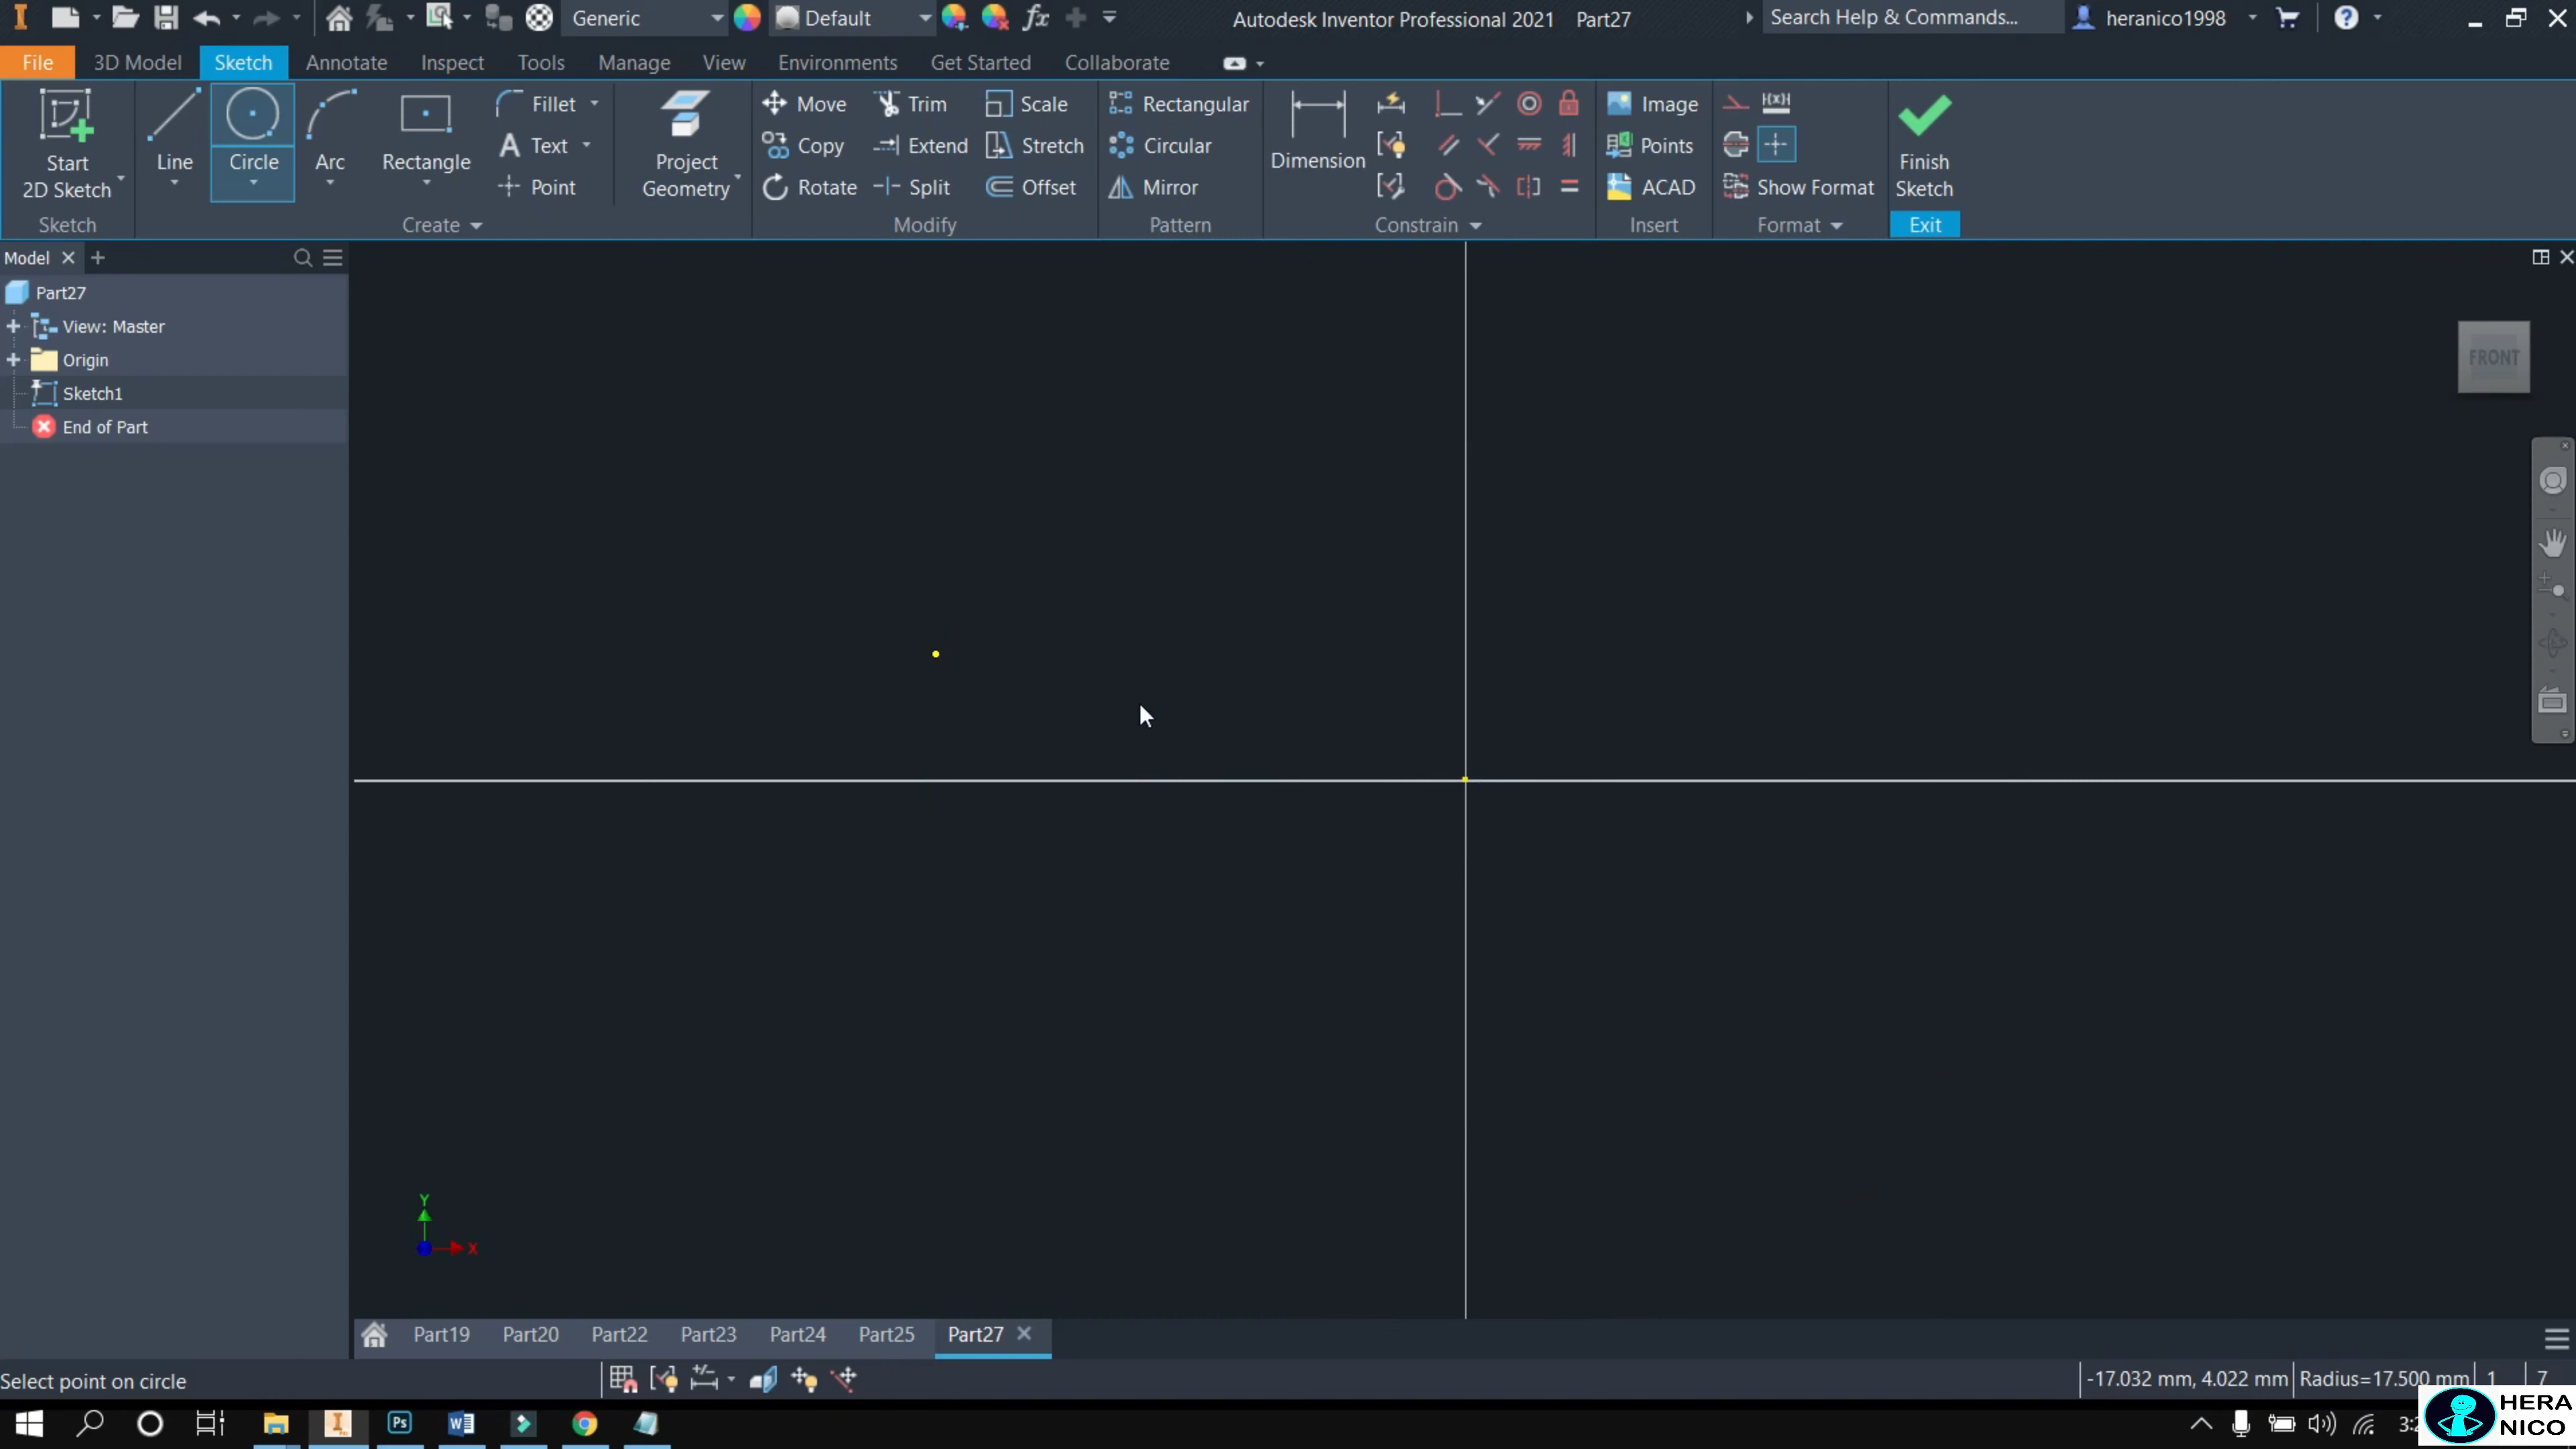 Generic
Default
fx
Autodesk Inventor Professional 2021 Part27
Search Help & Commands...
heranico1998
File 3D Model Sketch Annotate Inspect Tools Manage View Environments Get Started Collaborate
Start
2D Sketch
Line
Circle
Arc
Rectangle
Fillet
Text
Point
Project
Geometry
Move Trim Scale
Copy Extend Stretch
Rotate Split Offset
Rectangular
Circular
Mirror
Dimension
Image
Points
ACAD
Show Format
Finish
Sketch
Sketch Create Modify Pattern Constrain Insert Format Exit
Model
Part27
View: Master
Origin
Sketch1
End of Part
FRONT
Y
X
Part19 Part20 Part22 Part23 Part24 Part25 Part27
Select point on circle
-17.032 mm, 4.022 mm Radius=17.500 mm 1 7
Ps
HERA
NICO